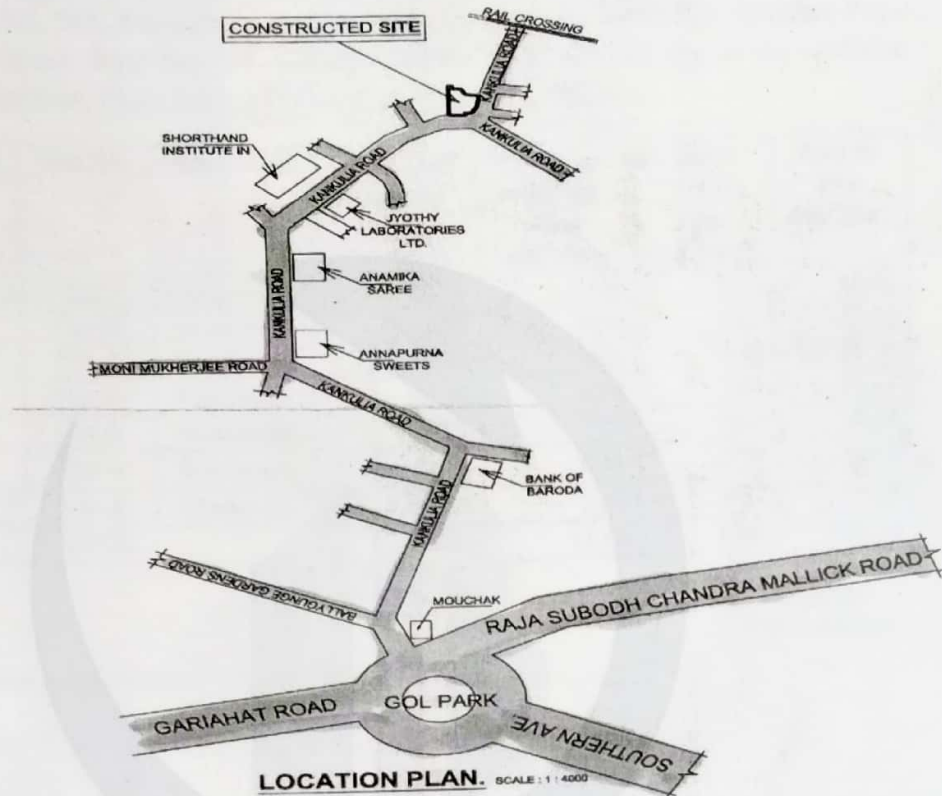 RAIL CROSSING
CONSTRUCTED SITE
KANKULIA ROAD
KANKULIA ROAD
SHORTHAND
INSTITUTE IN
KANKULIA ROAD
JYOTHY
LABORATORIES
LTD.
ANAMIKA
SAREE
KANKULIA ROAD
ANNAPURNA
SWEETS
MONI MUKHERJEE ROAD
KANKULIA ROAD
BANK OF
BARODA
KANKULIA ROAD
BALLYGUNGE GARDENS ROAD
MOUCHAK
RAJA SUBODH CHANDRA MALLICK ROAD
GARIAHAT ROAD
GOL PARK
SOUTHERN AVE.
LOCATION PLAN. SCALE : 1 : 4000